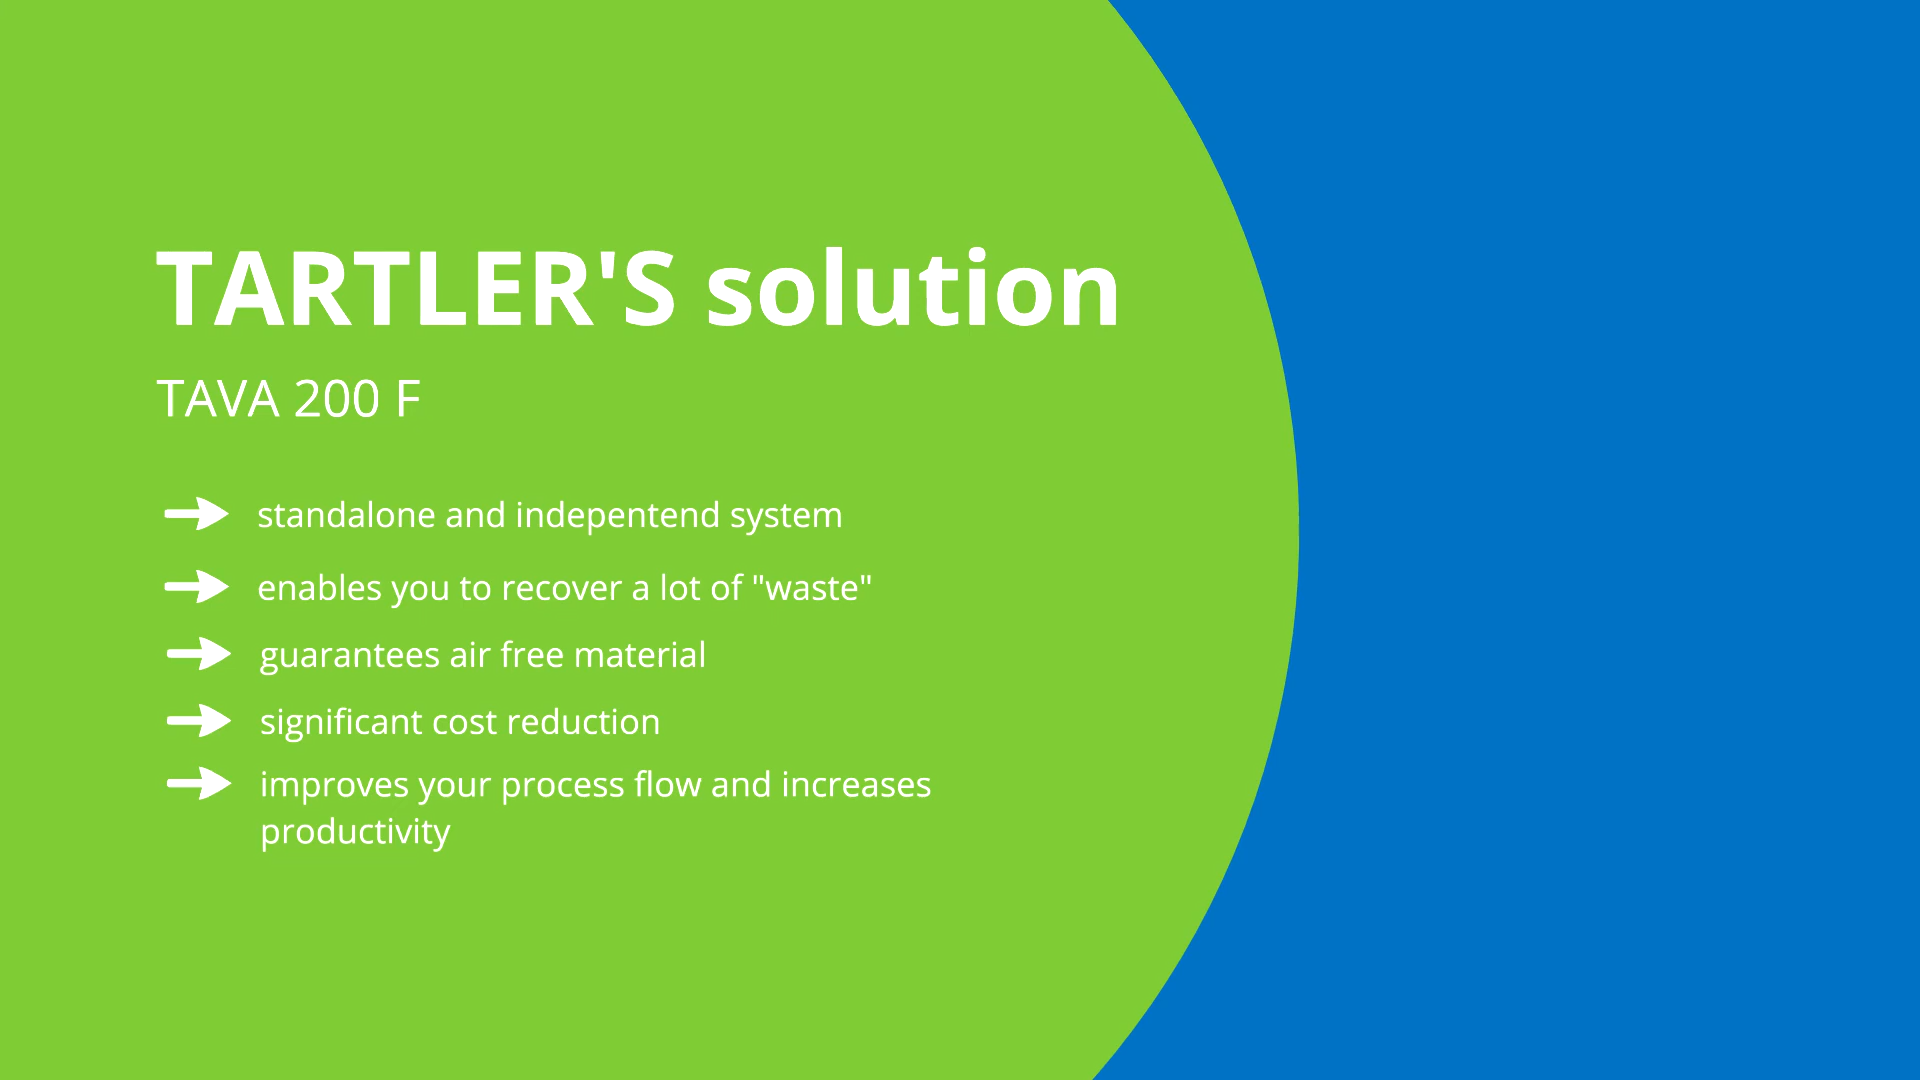 TARTLER'S solution
TAVA 200 F
standalone and indepentend system
enables you to recover a lot of "waste"
guarantees air free material
significant cost reduction
improves your process flow and increases
productivity